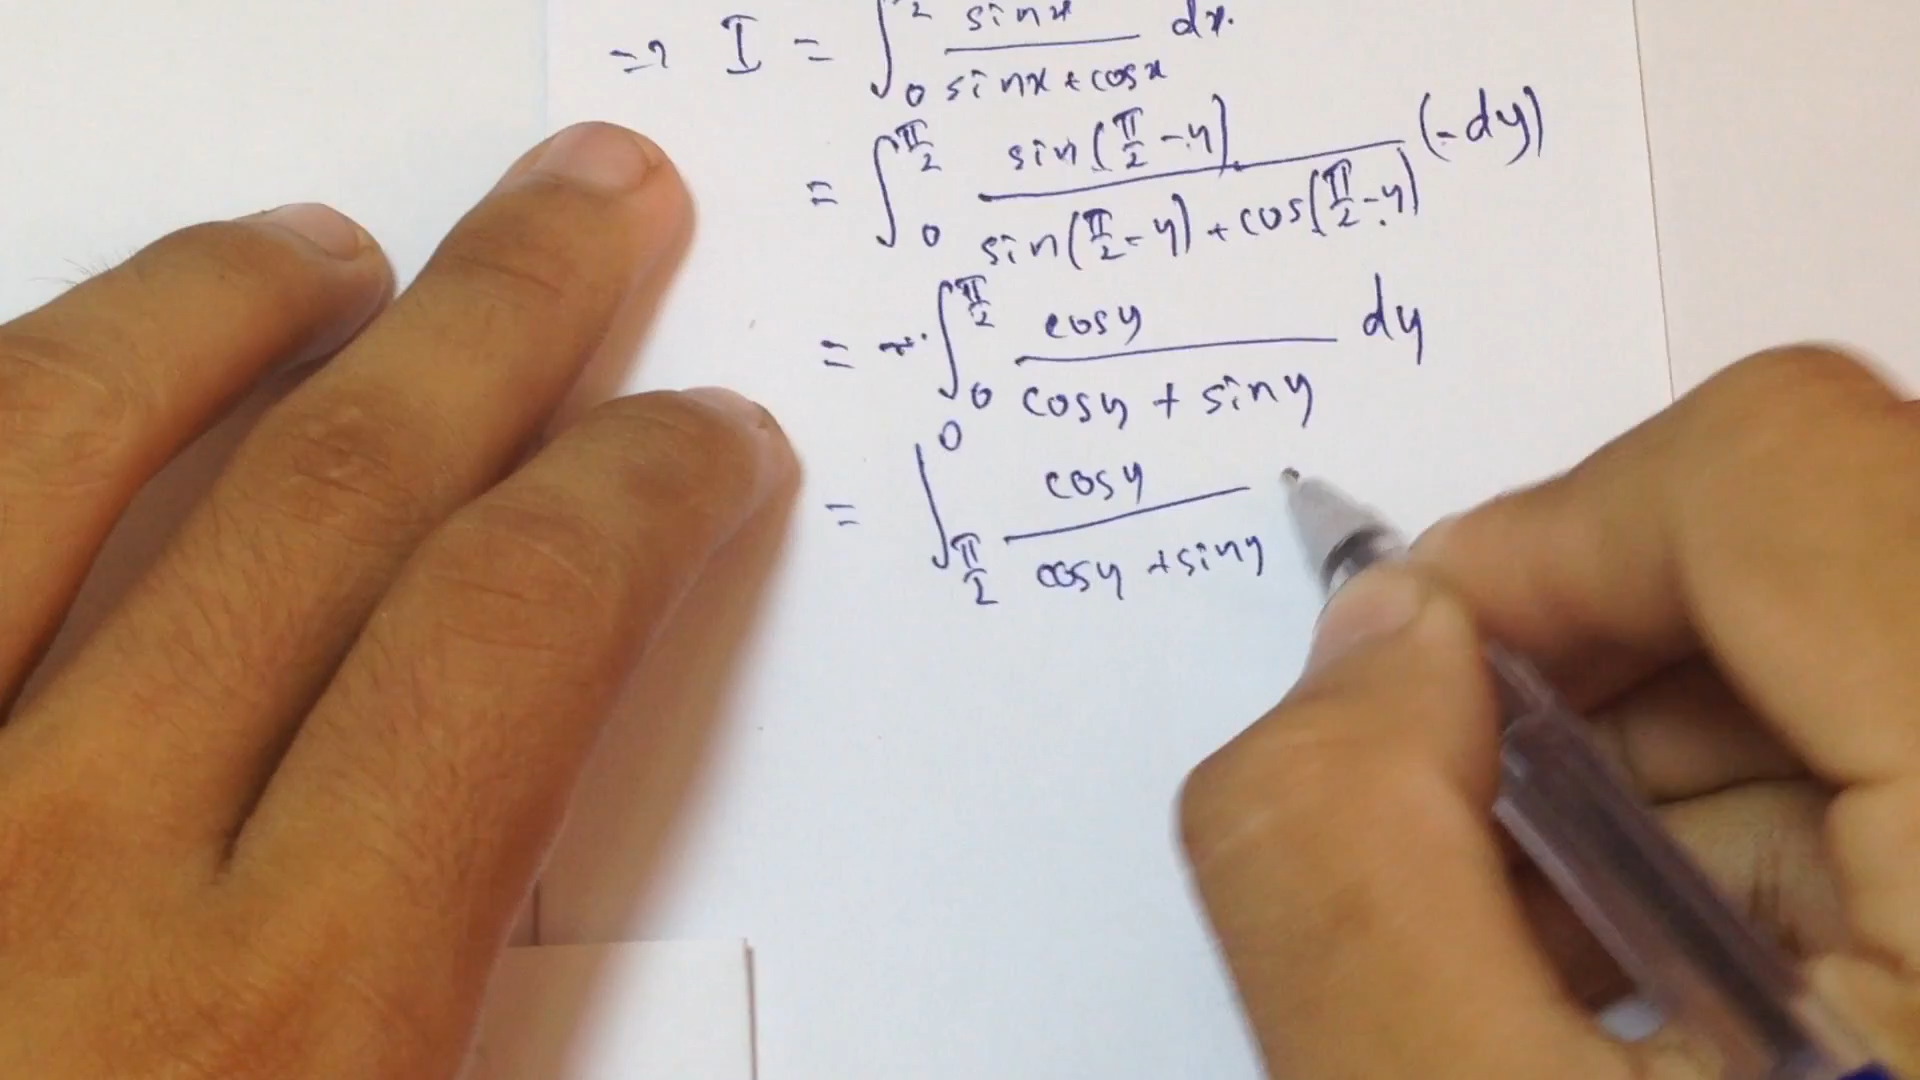 => I = ∫₀^{π/2} sinx / (sinx + cosx) dx.
= ∫₀^{π/2} sin(π/2 - y) / (sin(π/2 - y) + cos(π/2 - y)) (-dy)
= - ∫₀^{π/2} cosy / (cosy + siny) dy
= ∫_{π/2}^{0} cosy / (cosy + siny)